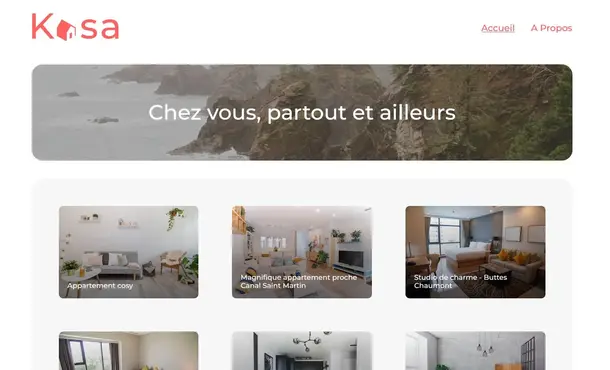 Kasa
Accueil
A Propos
Chez vous, partout et ailleurs
Appartement cosy
Magnifique appartement proche
Canal Saint Martin
Studio de charme - Buttes
Chaumont